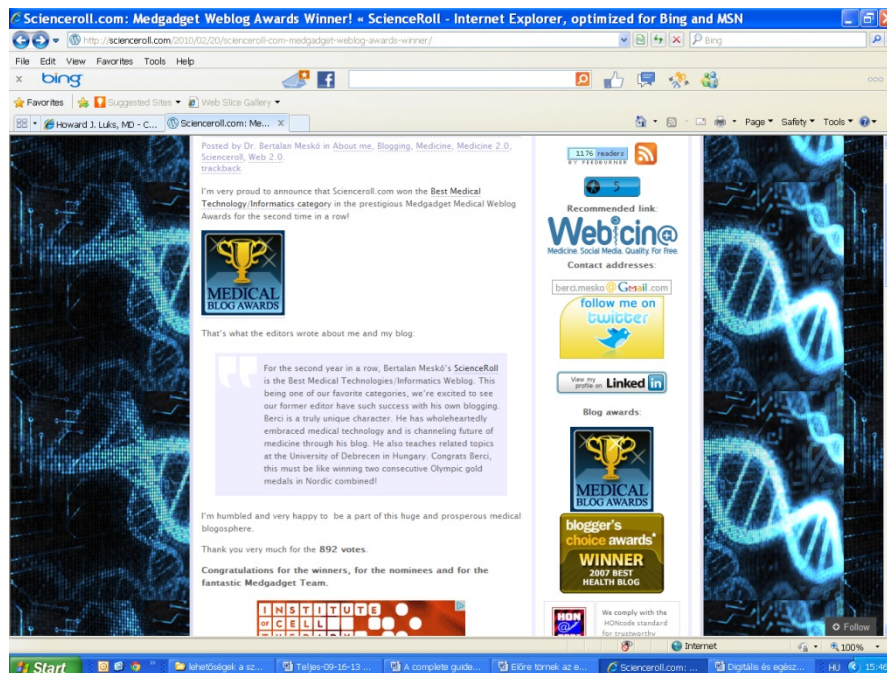 Scienceroll.com: Medgadget Weblog Awards Winner! « ScienceRoll - Internet Explorer, optimized for Bing and MSN
http://scienceroll.com/2010/02/20/scienceroll-com-medgadget-weblog-awards-winner/
Bing
File Edit View Favorites Tools Help
x bing
Favorites Suggested Sites Web Slice Gallery
Howard J. Luks, MD - C... Scienceroll.com: Me... X Page Safety Tools
Posted by Dr. Bertalan Meskó in About me, Blogging, Medicine, Medicine 2.0,
Scienceroll, Web 2.0.
trackback
I'm very proud to announce that Scienceroll.com won the Best Medical
Technology/Informatics category in the prestigious Medgadget Medical Weblog
Awards for the second time in a row!
MEDICAL
BLOG AWARDS
That's what the editors wrote about me and my blog:
For the second year in a row, Bertalan Meskó's ScienceRoll
is the Best Medical Technologies/Informatics Weblog. This
being one of our favorite categories, we're excited to see
our former editor have such success with his own blogging.
Berci is a truly unique character. He has wholeheartedly
embraced medical technology and is channeling future of
medicine through his blog. He also teaches related topics
at the University of Debrecen in Hungary. Congrats Berci,
this must be like winning two consecutive Olympic gold
medals in Nordic combined!
I'm humbled and very happy to be a part of this huge and prosperous medical
blogosphere.
Thank you very much for the 892 votes.
Congratulations for the winners, for the nominees and for the
fantastic Medgadget Team.
INSTITUTE
OF CELL
1176 readers
BY FEEDBURNER
5
Recommended link:
Webicin@
Medicine. Social Media. Quality. For Free.
Contact addresses:
berci.mesko@Gmail.com
follow me on
twitter
View my
profile on Linked in
Blog awards:
MEDICAL
BLOG AWARDS
blogger's
choice awards*
WINNER
2007 BEST
HEALTH BLOG
HON
@
We comply with the
HONcode standard
for trustworthy
Follow
Internet 100%
Start lehetőségek a sz... Teljes-09-16-13 ... A complete guide... Előre törnek az e... Scienceroll.com: ... Digitális és egész... HU 15:46